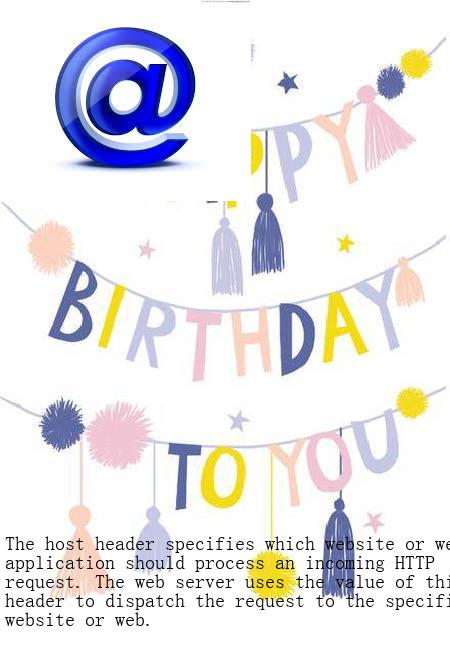 @
PPY
BIRTHDAY
TO YOU
The host header specifies which website or we
application should process an incoming HTTP
request. The web server uses the value of thi
header to dispatch the request to the specifi
website or web.